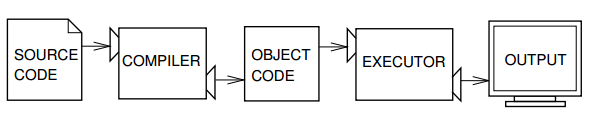 SOURCE
CODE
COMPILER
OBJECT
CODE
EXECUTOR
OUTPUT